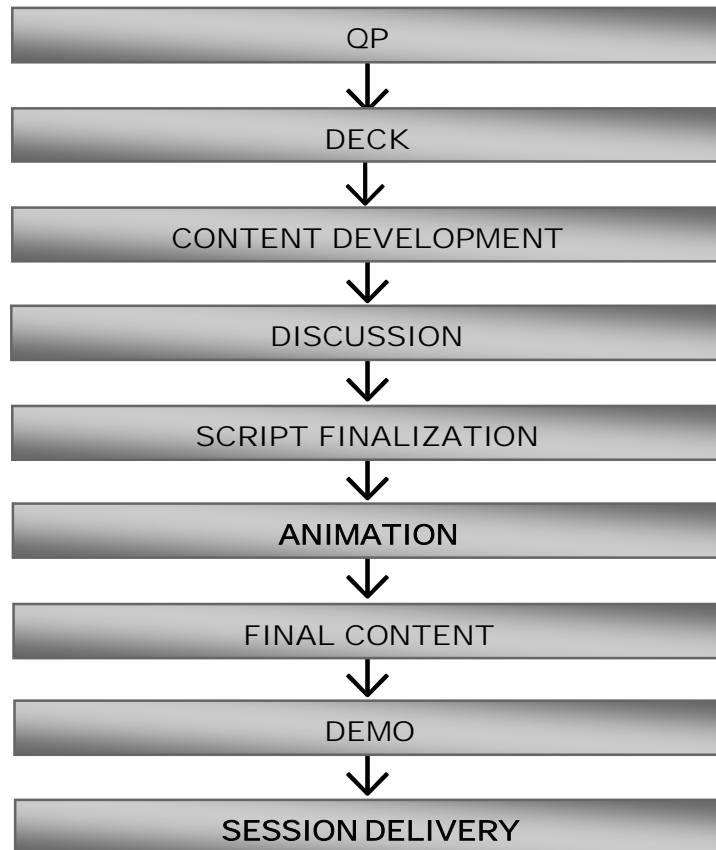 QP
DECK
CONTENT DEVELOPMENT
DISCUSSION
SCRIPT FINALIZATION
ANIMATION
FINAL CONTENT
DEMO
SESSION DELIVERY